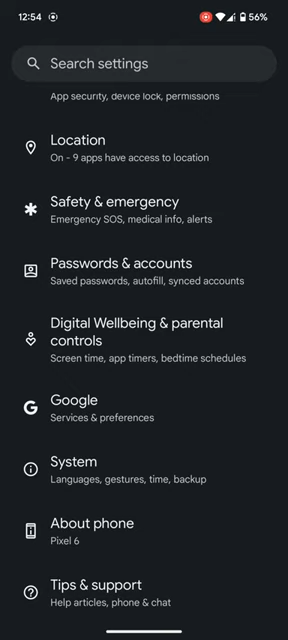 12:54
56%
Search settings
App security, device lock, permissions
Location
On - 9 apps have access to location
Safety & emergency
Emergency SOS, medical info, alerts
Passwords & accounts
Saved passwords, autofill, synced accounts
Digital Wellbeing & parental
controls
Screen time, app timers, bedtime schedules
Google
Services & preferences
System
Languages, gestures, time, backup
About phone
Pixel 6
Tips & support
Help articles, phone & chat